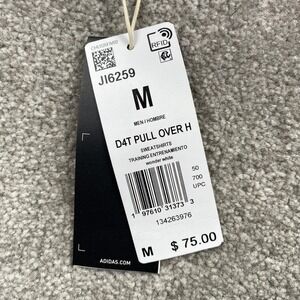 RFID
JI6259
M
MEN / HOMBRE
D4T PULL OVER H
SWEATSHIRTS
TRAINING/ENTRENAMIENTO
wonder white
50
700
UPC
1 97610 31373 3
134263976
M $ 75.00
ADIDAS.COM